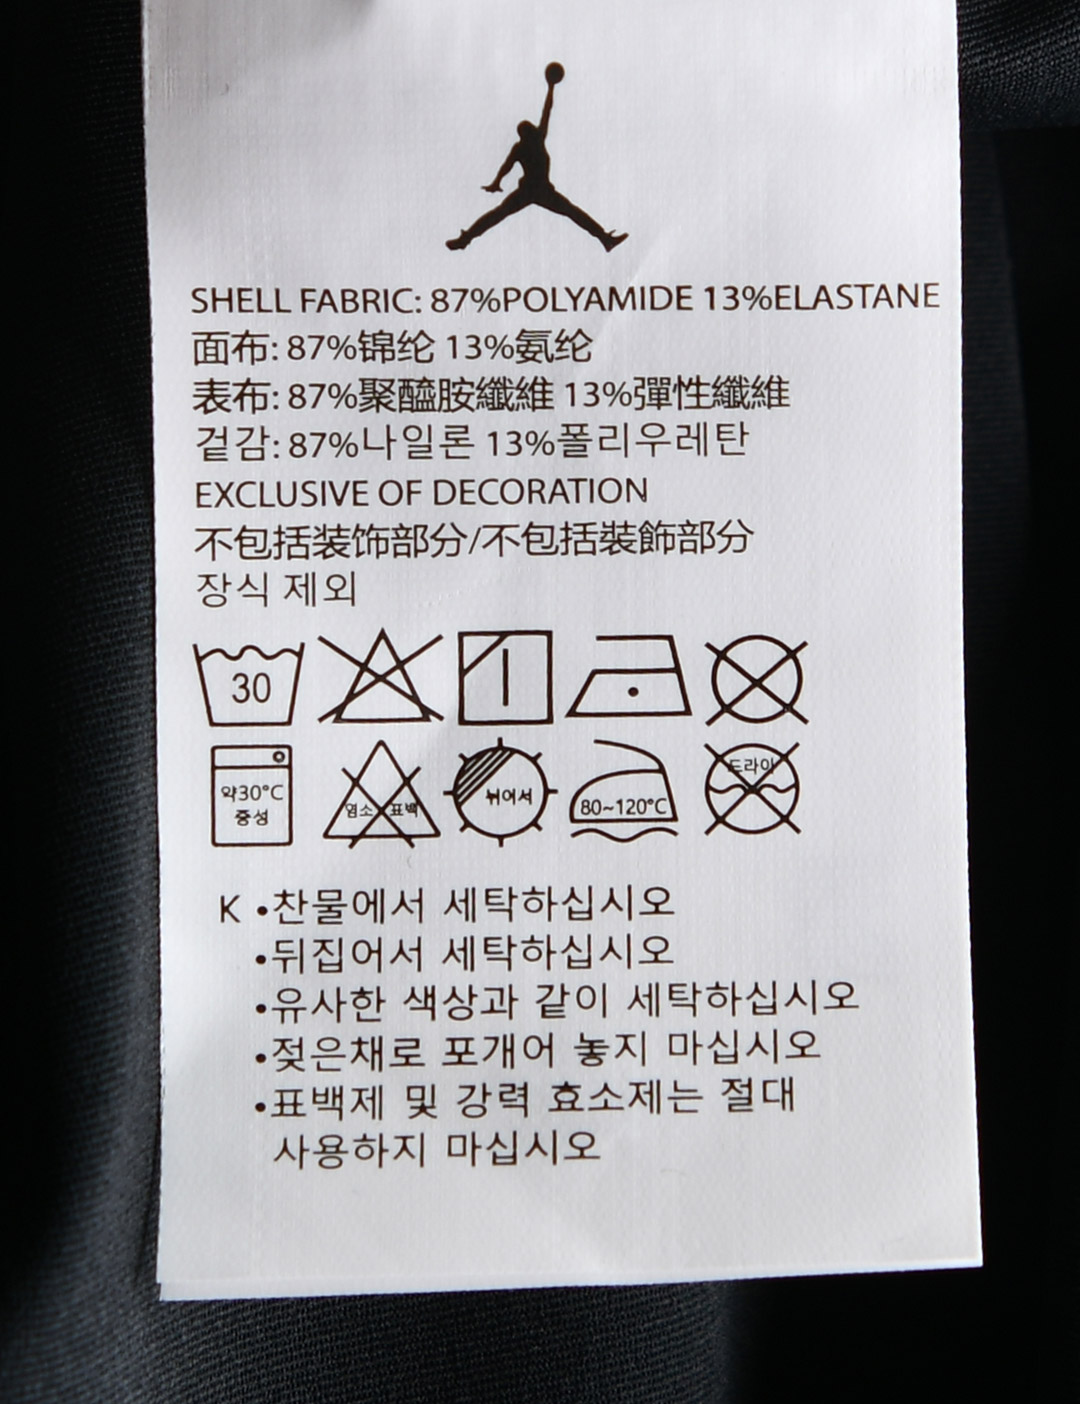 SHELL FABRIC: 87%POLYAMIDE 13%ELASTANE
面布: 87%锦纶 13%氨纶
表布: 87%聚醯胺纖維 13%彈性纖維
겉감: 87%나일론 13%폴리우레탄
EXCLUSIVE OF DECORATION
不包括装饰部分/不包括裝飾部分
장식 제외
30
약30°C 염소 표백 뉘어서 80~120°C 드라이
중성
K •찬물에서 세탁하십시오
•뒤집어서 세탁하십시오
•유사한 색상과 같이 세탁하십시오
•젖은채로 포개어 놓지 마십시오
•표백제 및 강력 효소제는 절대
사용하지 마십시오